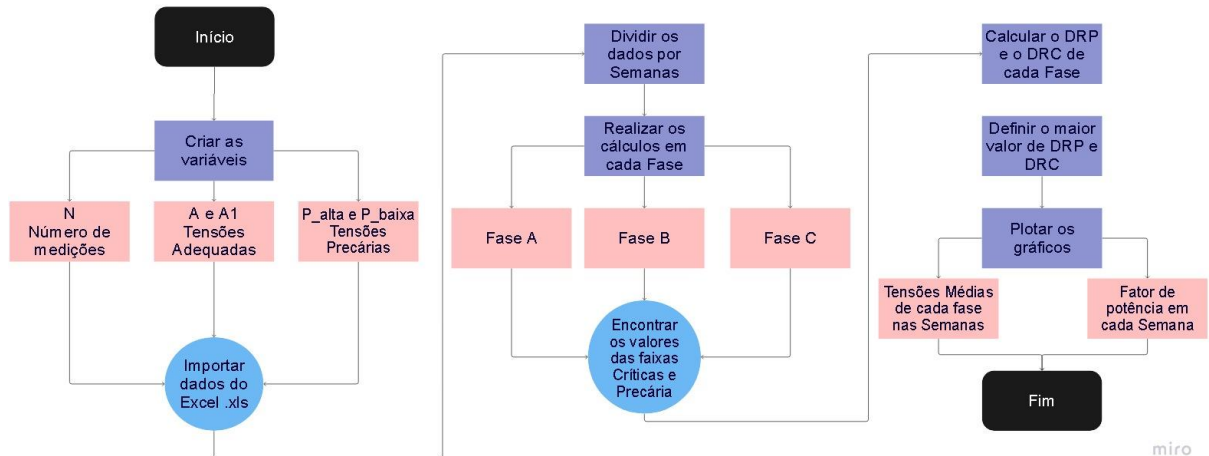 Início
Criar as
variáveis
N
Número de
medições
A e A1
Tensões
Adequadas
P_alta e P_baixa
Tensões
Precárias
Importar
dados do
Excel .xls
Dividir os
dados por
Semanas
Realizar os
cálculos em
cada Fase
Fase A
Fase B
Fase C
Encontrar
os valores
das faixas
Críticas e
Precária
Calcular o DRP
e o DRC de
cada Fase
Definir o maior
valor de DRP e
DRC
Plotar os
gráficos
Tensões Médias
de cada fase
nas Semanas
Fator de
potência em
cada Semana
Fim
miro